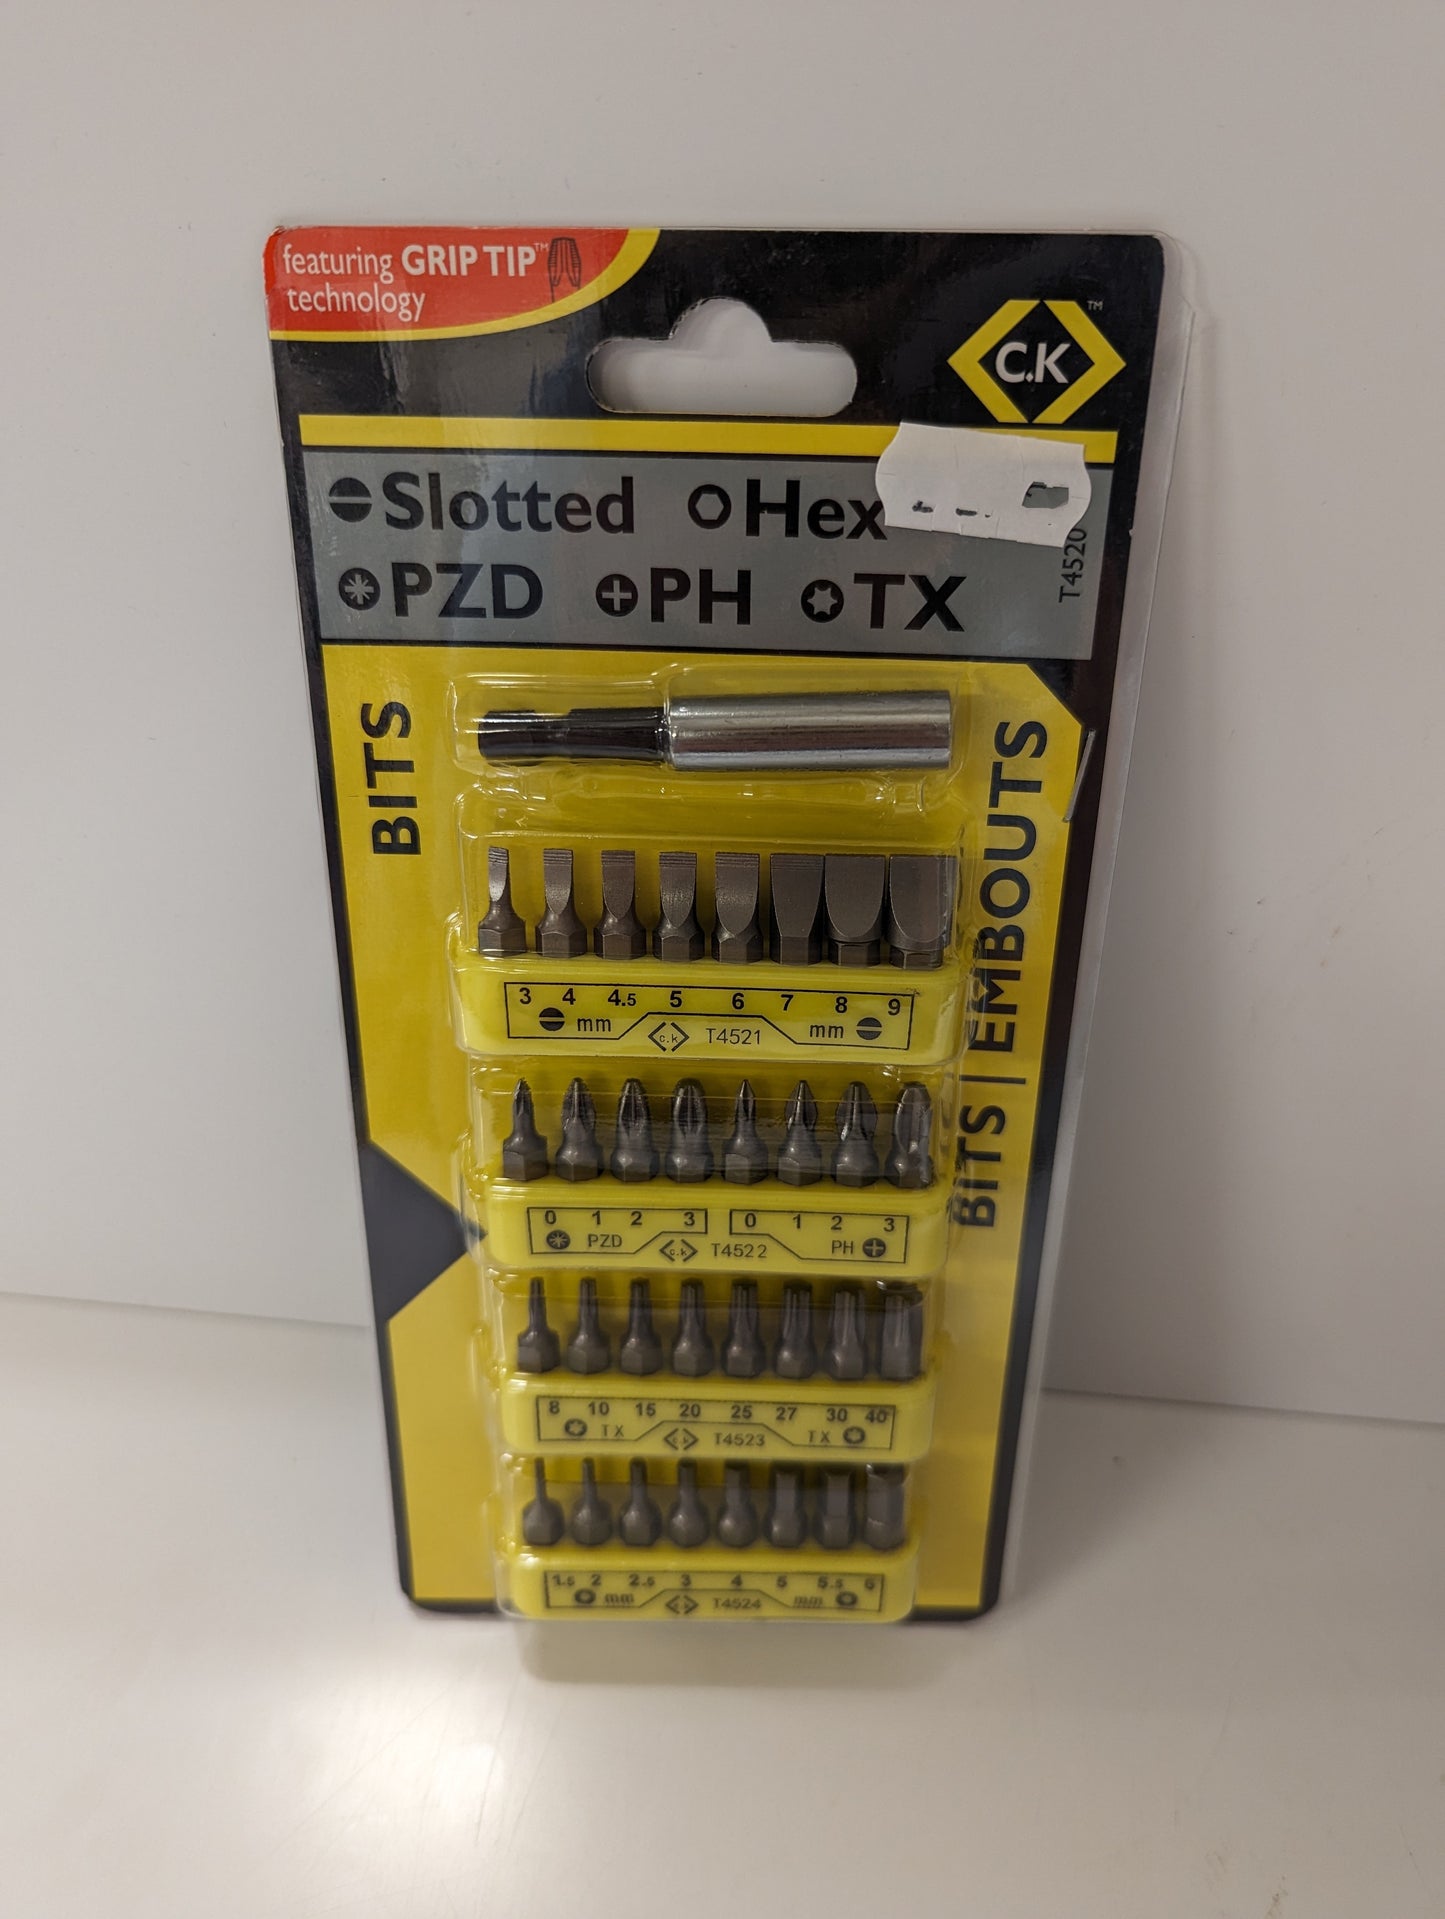 featuring GRIP TIP™
technology
C.K™
Slotted Hex
PZD PH TX
T4520
BITS
BITS | EMBOUTS
3 4 4.5 5 6 7 8 9
mm c.k T4521 mm
0 1 2 3 0 1 2 3
PZD c.k T4522 PH
8 10 15 20 25 27 30 40
TX c.k T4523 TX
1.5 2 2.5 3 4 5 5.5 6
mm c.k T4524 mm